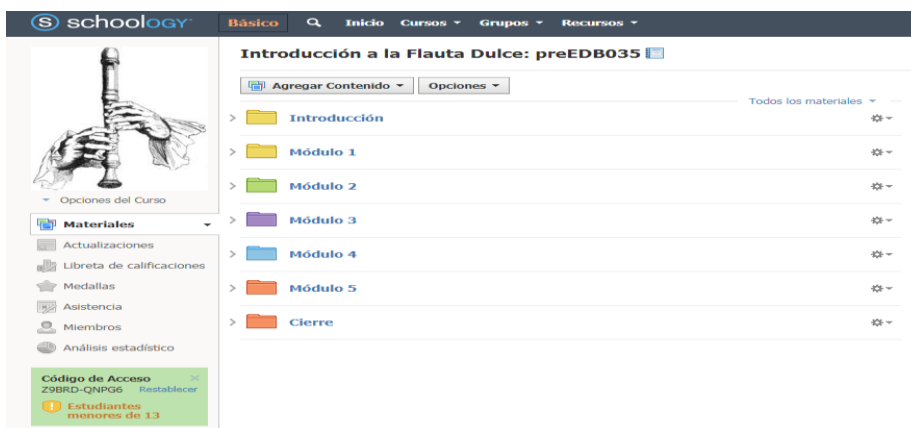 S schoology Básico Inicio Cursos Grupos Recursos
Introducción a la Flauta Dulce: preEDB035
Agregar Contenido Opciones
Todos los materiales
Introducción
Módulo 1
Módulo 2
Módulo 3
Módulo 4
Módulo 5
Cierre
Opciones del Curso
Materiales
Actualizaciones
Libreta de calificaciones
Medallas
Asistencia
Miembros
Análisis estadístico
Código de Acceso
Z9BRD-QNPG6 Restablecer
Estudiantes
menores de 13